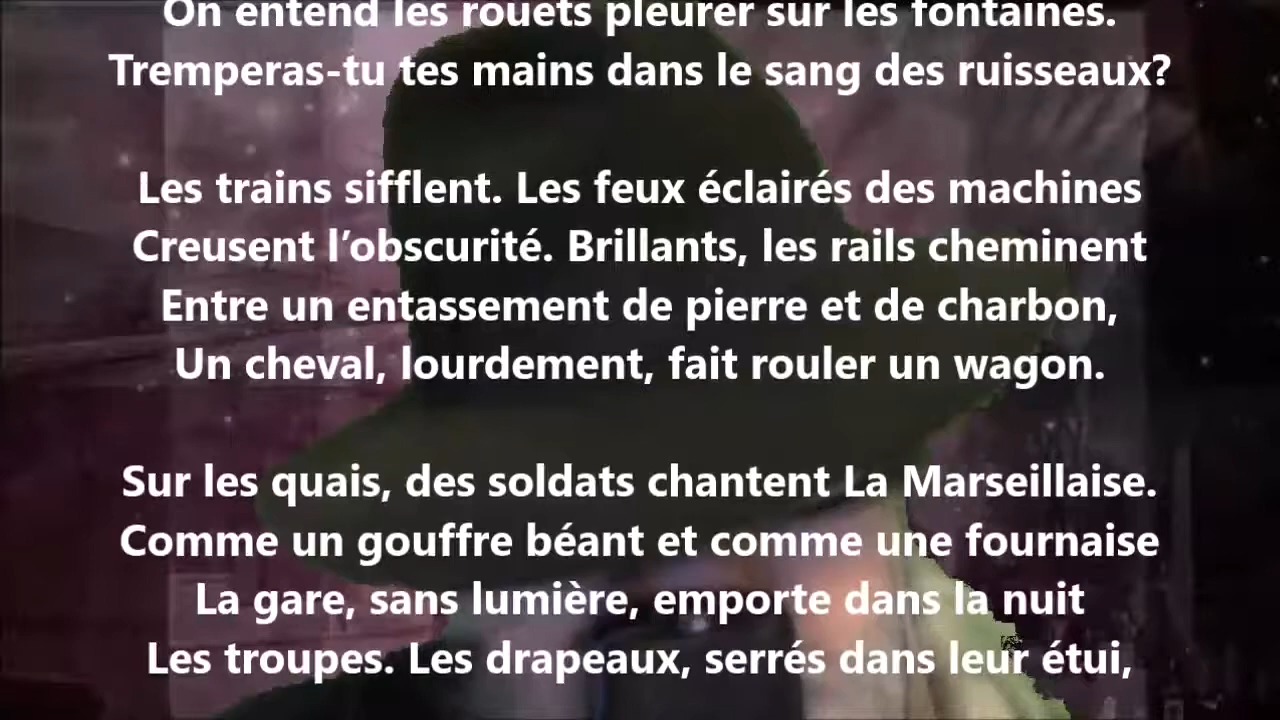 On entend les rouets pleurer sur les fontaines.
Tremperas-tu tes mains dans le sang des ruisseaux?
Les trains sifflent. Les feux éclairés des machines
Creusent l’obscurité. Brillants, les rails cheminent
Entre un entassement de pierre et de charbon,
Un cheval, lourdement, fait rouler un wagon.
Sur les quais, des soldats chantent La Marseillaise.
Comme un gouffre béant et comme une fournaise
La gare, sans lumière, emporte dans la nuit
Les troupes. Les drapeaux, serrés dans leur étui,